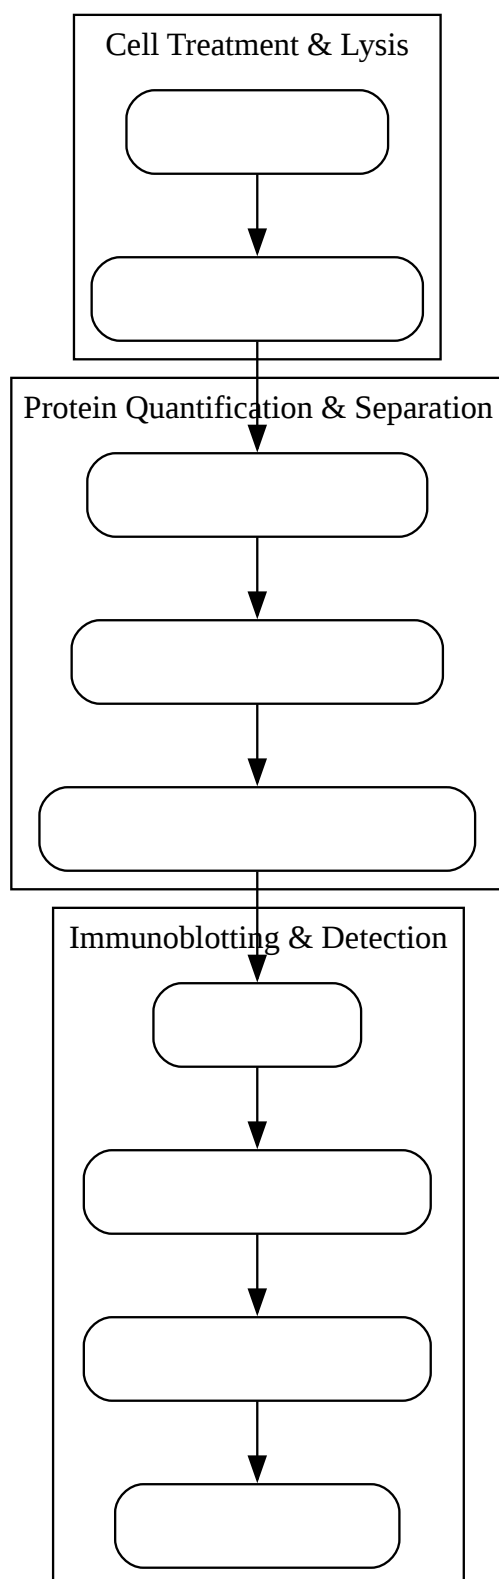 Cell Treatment & Lysis
Protein Quantification & Separation
Immunoblotting & Detection